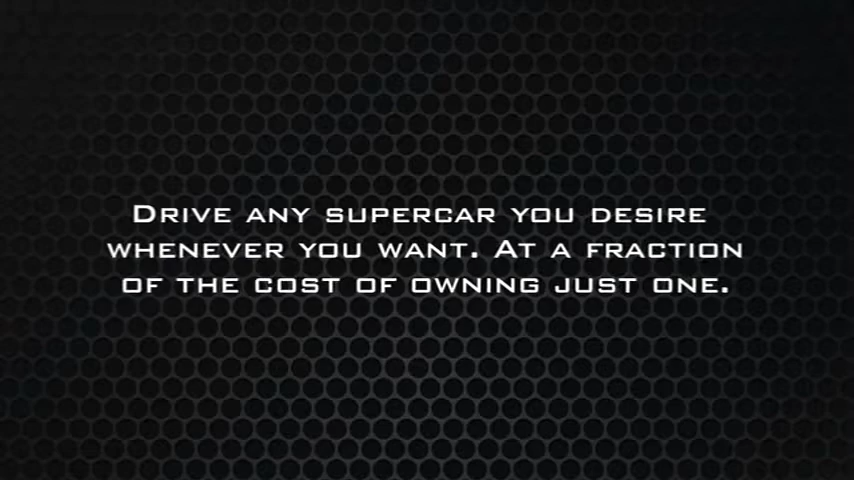 Drive any supercar you desire
whenever you want. At a fraction
of the cost of owning just one.